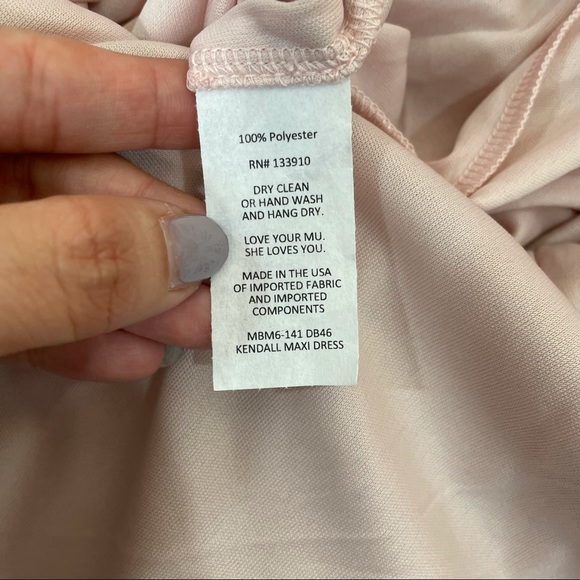 100% Polyester
RN# 133910
DRY CLEAN
OR HAND WASH
AND HANG DRY.
LOVE YOUR MU.
SHE LOVES YOU.
MADE IN THE USA
OF IMPORTED FABRIC
AND IMPORTED
COMPONENTS
MBM6-141 DB46
KENDALL MAXI DRESS